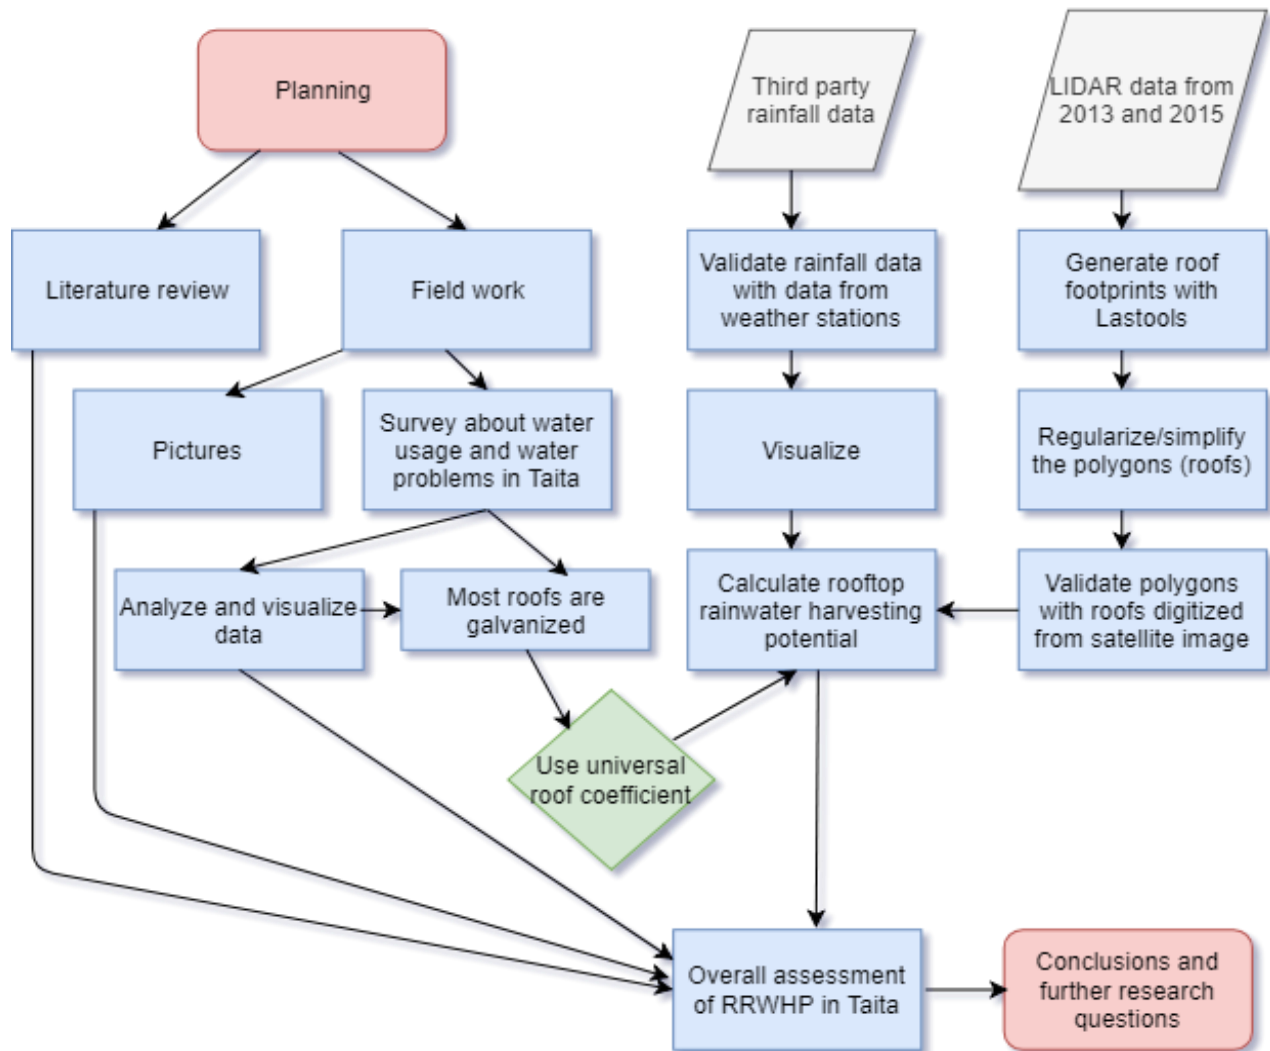 Planning
Third party
rainfall data
LIDAR data from
2013 and 2015
Literature review
Field work
Validate rainfall data
with data from
weather stations
Generate roof
footprints with
Lastools
Pictures
Survey about water
usage and water
problems in Taita
Visualize
Regularize/simplify
the polygons (roofs)
Analyze and visualize
data
Most roofs are
galvanized
Calculate rooftop
rainwater harvesting
potential
Validate polygons
with roofs digitized
from satellite image
Use universal
roof coefficient
Overall assessment
of RRWHP in Taita
Conclusions and
further research
questions